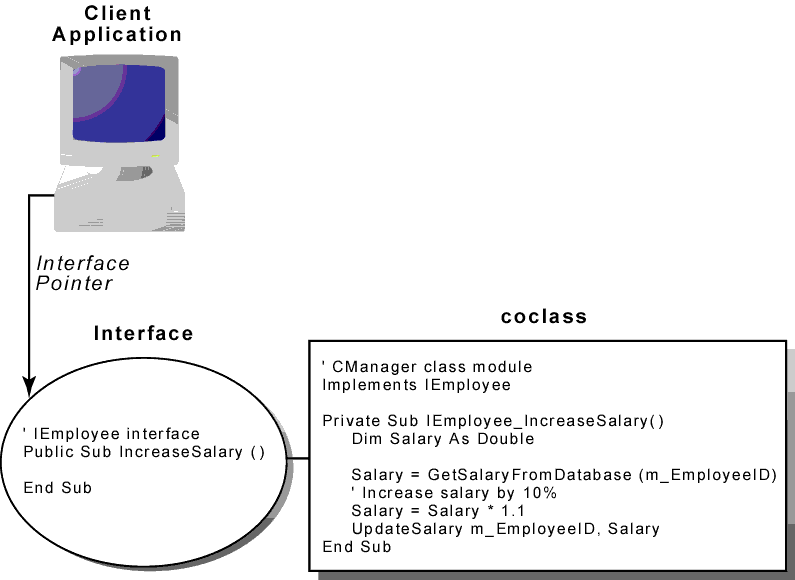 Client
Application
Interface
Pointer
Interface
' IEmployee interface
Public Sub IncreaseSalary ()
End Sub
coclass
' CManager class module
Implements IEmployee
Private Sub IEmployee_IncreaseSalary()
Dim Salary As Double
Salary = GetSalaryFromDatabase (m_EmployeeID)
' Increase salary by 10%
Salary = Salary * 1.1
UpdateSalary m_EmployeeID, Salary
End Sub